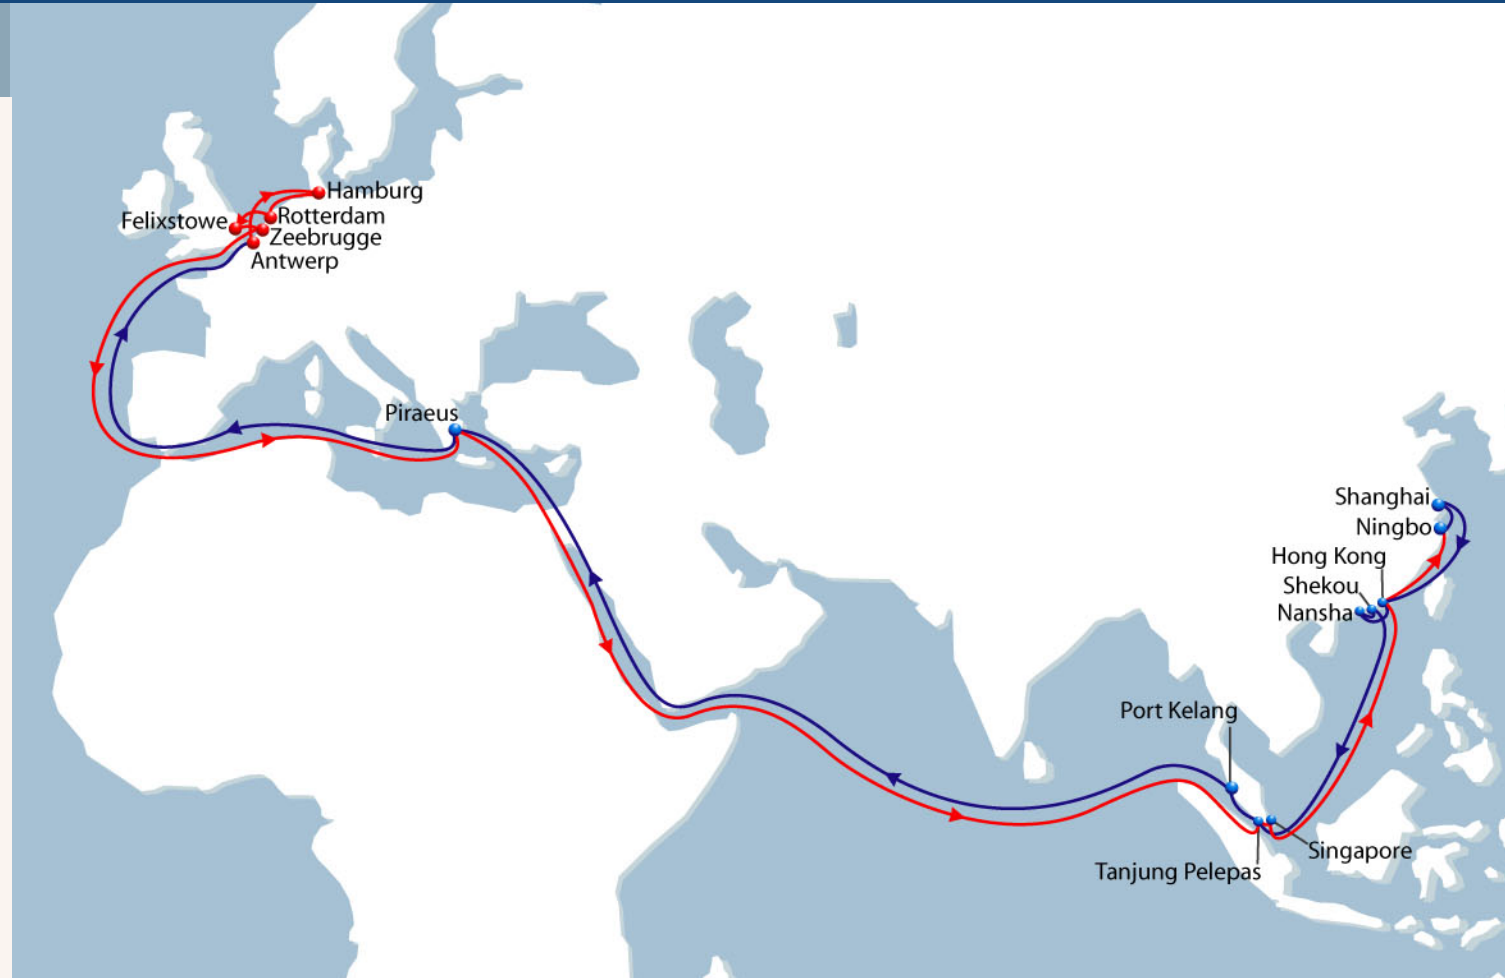 Hamburg
Rotterdam
Felixstowe
Zeebrugge
Antwerp
Piraeus
Shanghai
Ningbo
Hong Kong
Shekou
Nansha
Port Kelang
Singapore
Tanjung Pelepas